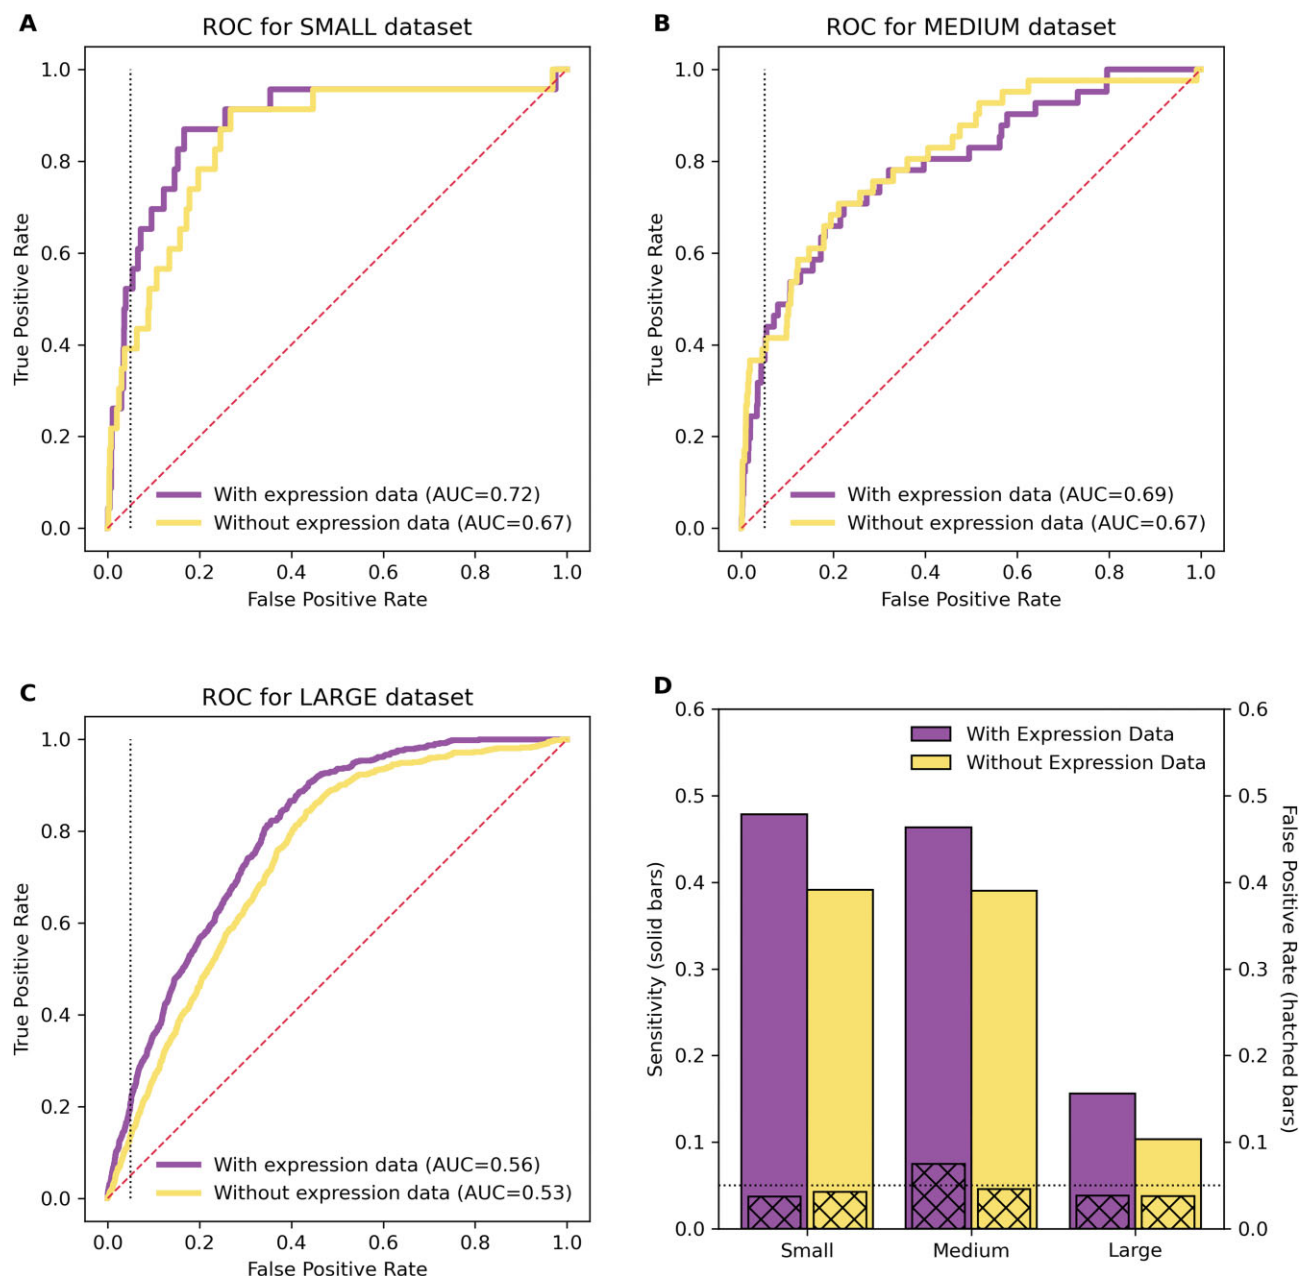 A
ROC for SMALL dataset
1.0
0.8
0.6
0.4
0.2
0.0
True Positive Rate
With expression data (AUC=0.72)
Without expression data (AUC=0.67)
0.0 0.2 0.4 0.6 0.8 1.0
False Positive Rate
B
ROC for MEDIUM dataset
1.0
0.8
0.6
0.4
0.2
0.0
True Positive Rate
With expression data (AUC=0.69)
Without expression data (AUC=0.67)
0.0 0.2 0.4 0.6 0.8 1.0
False Positive Rate
C
ROC for LARGE dataset
1.0
0.8
0.6
0.4
0.2
0.0
True Positive Rate
With expression data (AUC=0.56)
Without expression data (AUC=0.53)
0.0 0.2 0.4 0.6 0.8 1.0
False Positive Rate
D
0.6
0.5
0.4
0.3
0.2
0.1
0.0
Sensitivity (solid bars)
With Expression Data
Without Expression Data
0.6
0.5
0.4
0.3
0.2
0.1
0.0
False Positive Rate (hatched bars)
Small Medium Large